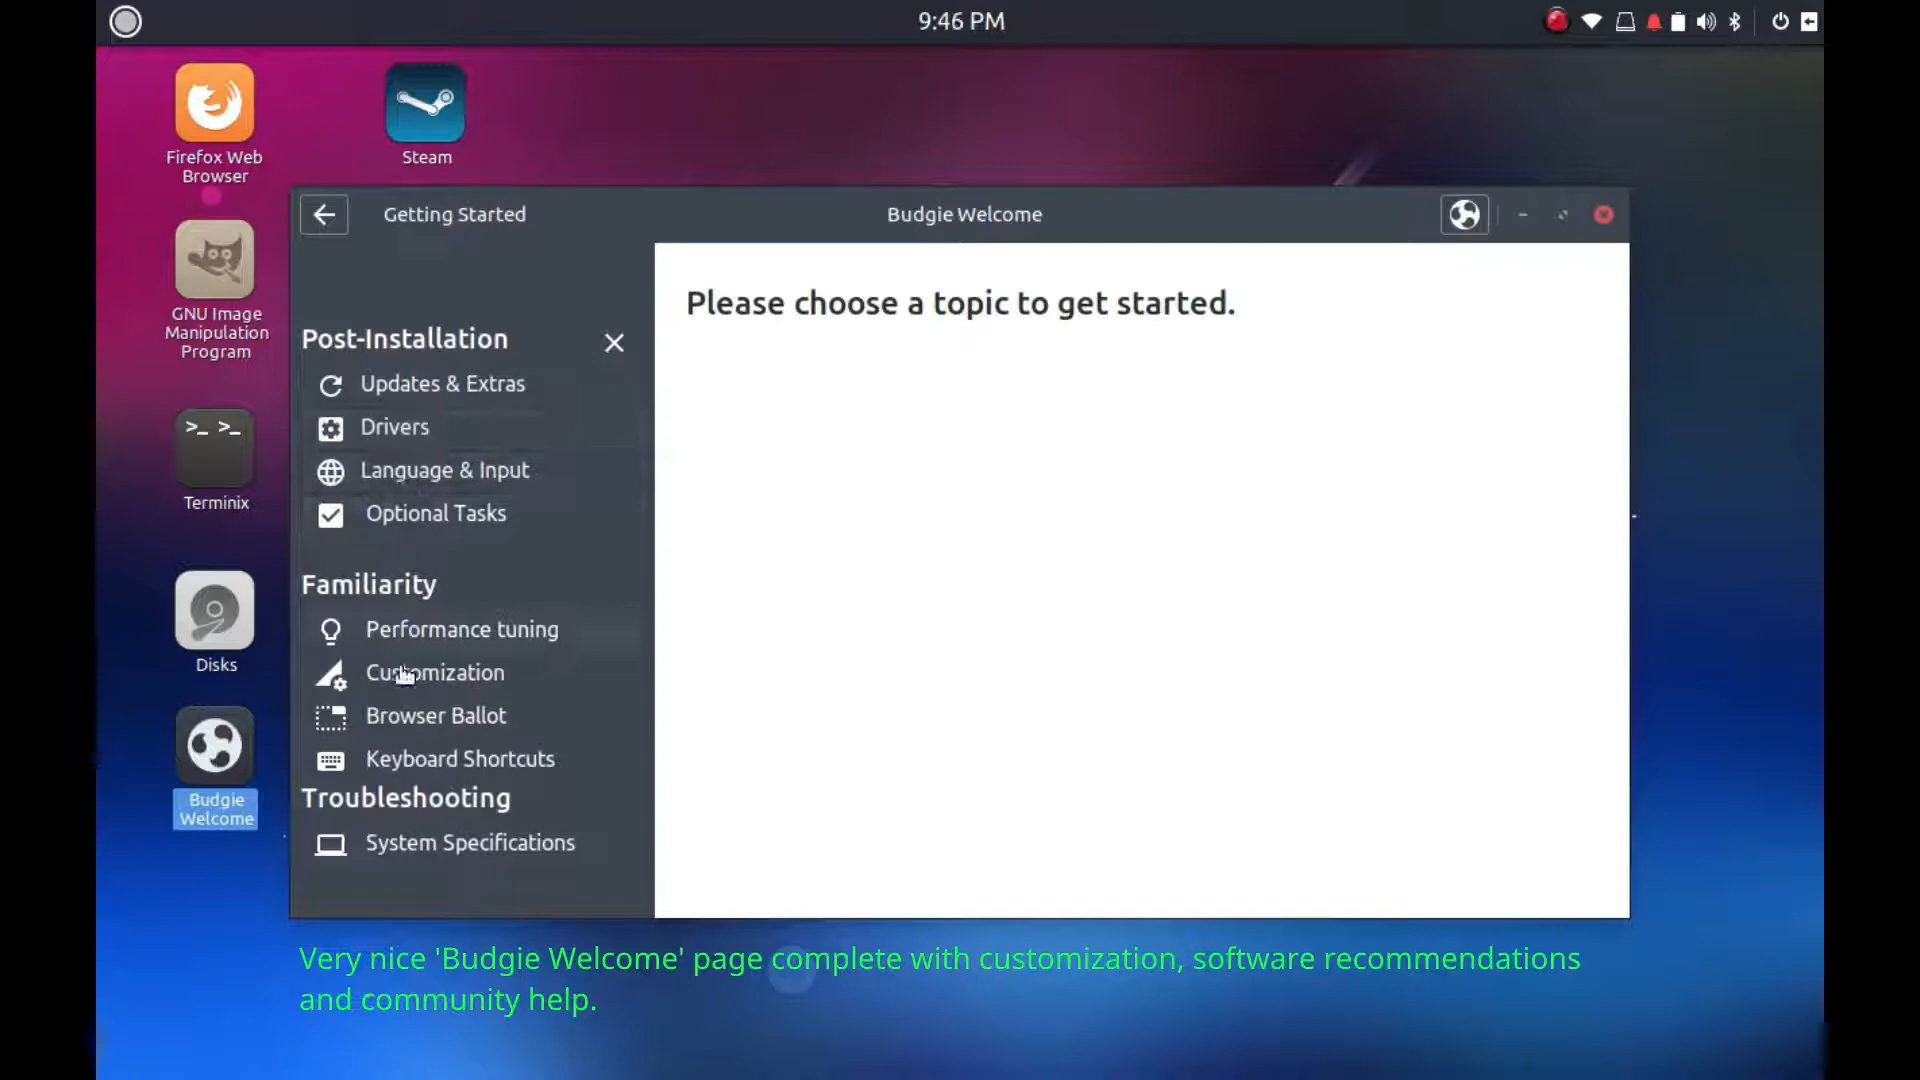 9:46 PM
Firefox Web
Browser
Steam
GNU Image
Manipulation
Program
>_ >_
Terminix
Disks
Budgie
Welcome
Getting Started
Budgie Welcome
Post-Installation
Updates & Extras
Drivers
Language & Input
Optional Tasks
Familiarity
Performance tuning
Customization
Browser Ballot
Keyboard Shortcuts
Troubleshooting
System Specifications
Please choose a topic to get started.
Very nice 'Budgie Welcome' page complete with customization, software recommendations
and community help.